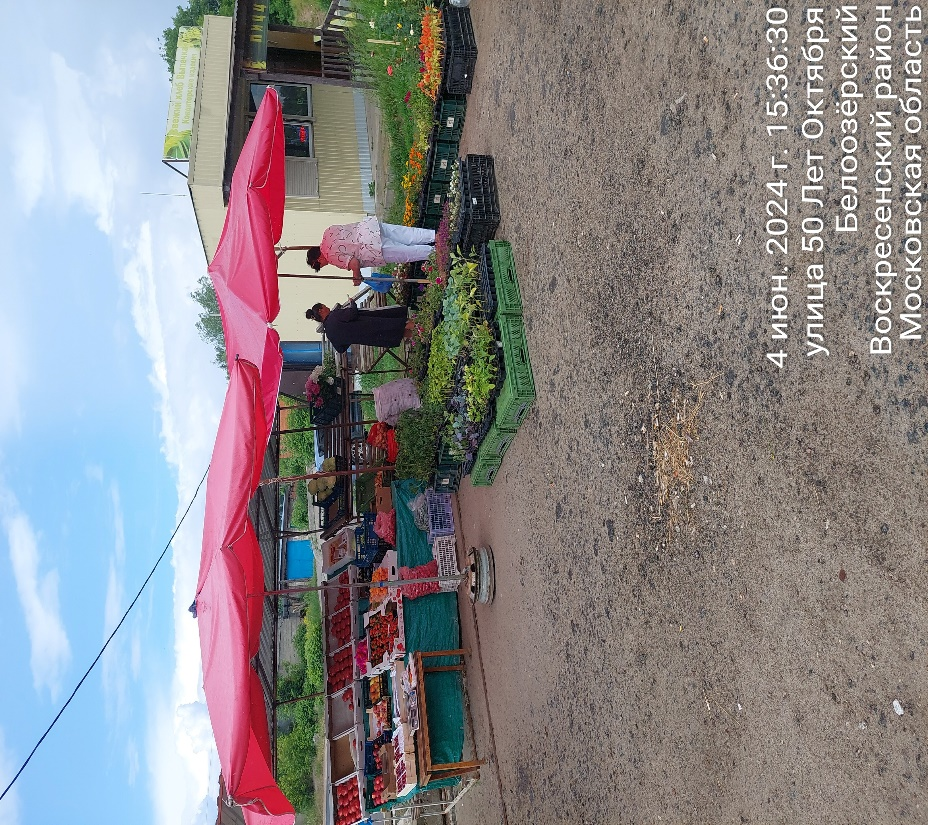 4 июн. 2024 г. 15:36:30
улица 50 Лет Октября
Белоозёрский
Воскресенский район
Московская область